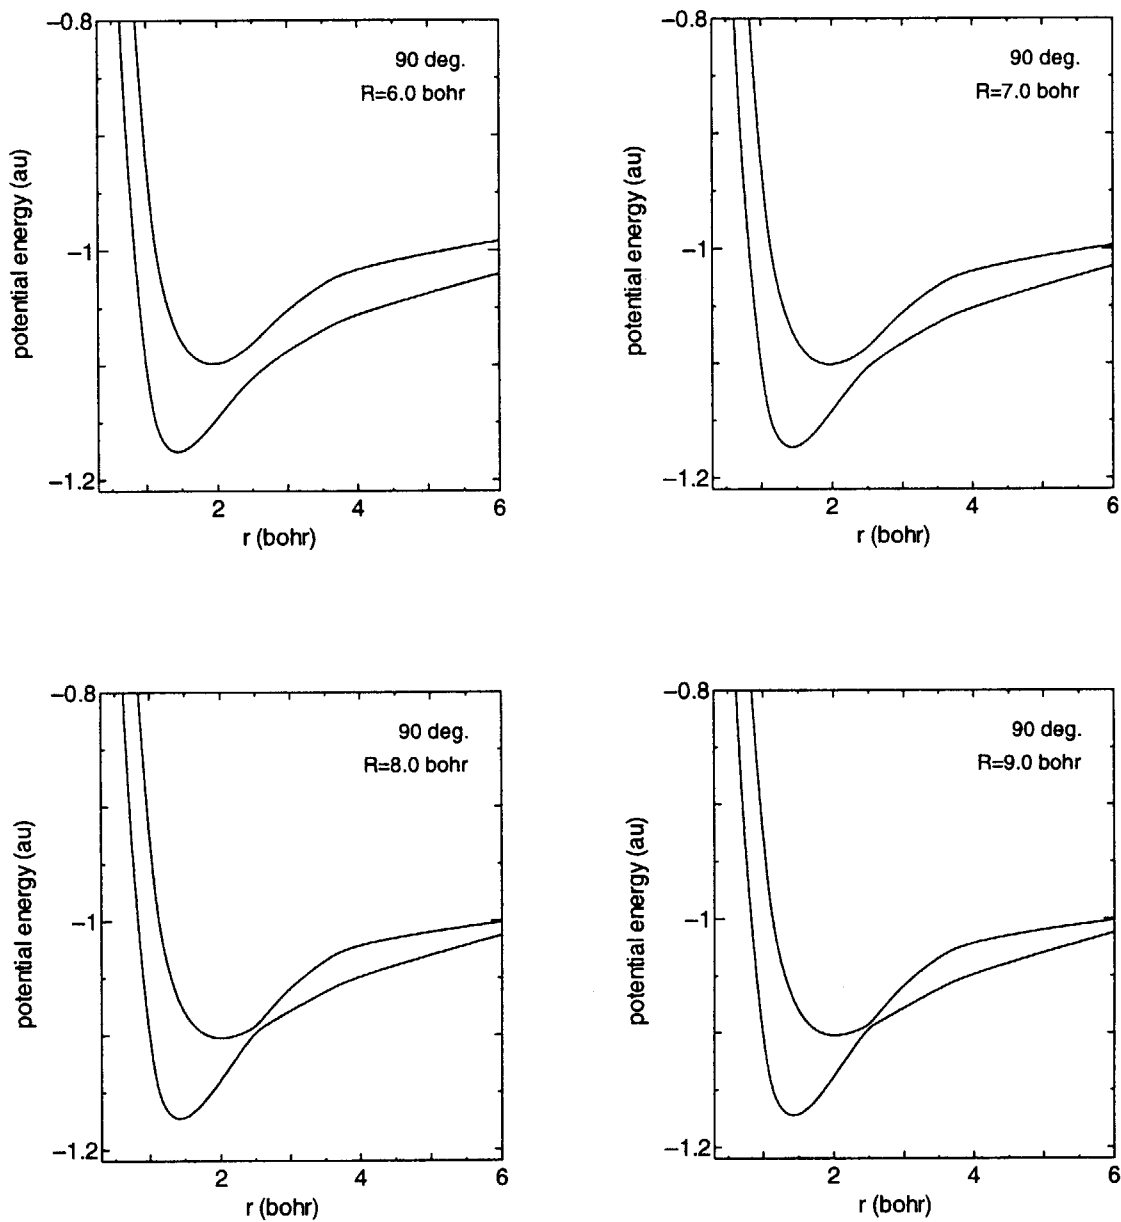 −0.8
90 deg.
R=6.0 bohr
potential energy (au)
−1
−1.2
2
4
6
r (bohr)
−0.8
90 deg.
R=7.0 bohr
potential energy (au)
−1
−1.2
2
4
6
r (bohr)
−0.8
90 deg.
R=8.0 bohr
potential energy (au)
−1
−1.2
2
4
6
r (bohr)
−0.8
90 deg.
R=9.0 bohr
potential energy (au)
−1
−1.2
2
4
6
r (bohr)